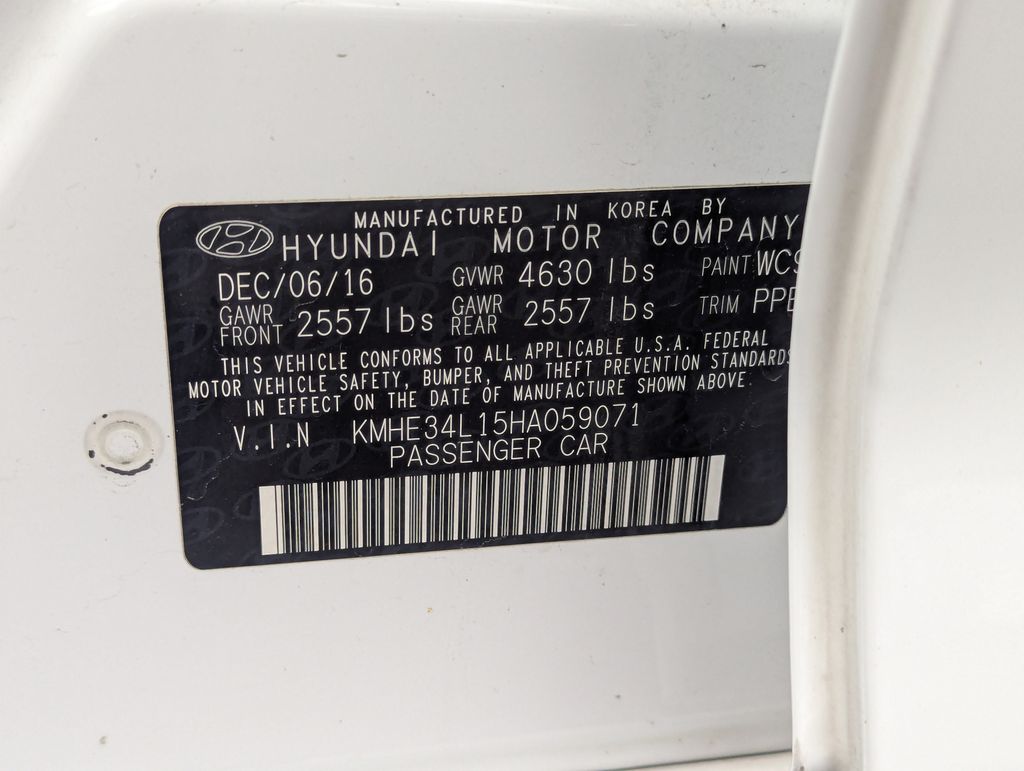 MANUFACTURED IN KOREA BY
HYUNDAI MOTOR COMPANY
DEC/06/16 GVWR 4630 lbs PAINT
GAWR FRONT 2557 lbs GAWR REAR 2557 lbs TRIM
THIS VEHICLE CONFORMS TO ALL APPLICABLE U.S.A. FEDERAL
MOTOR VEHICLE SAFETY, BUMPER, AND THEFT PREVENTION STANDARDS
IN EFFECT ON THE DATE OF MANUFACTURE SHOWN ABOVE.
V.I.N KMHE34L15HA059071
PASSENGER CAR